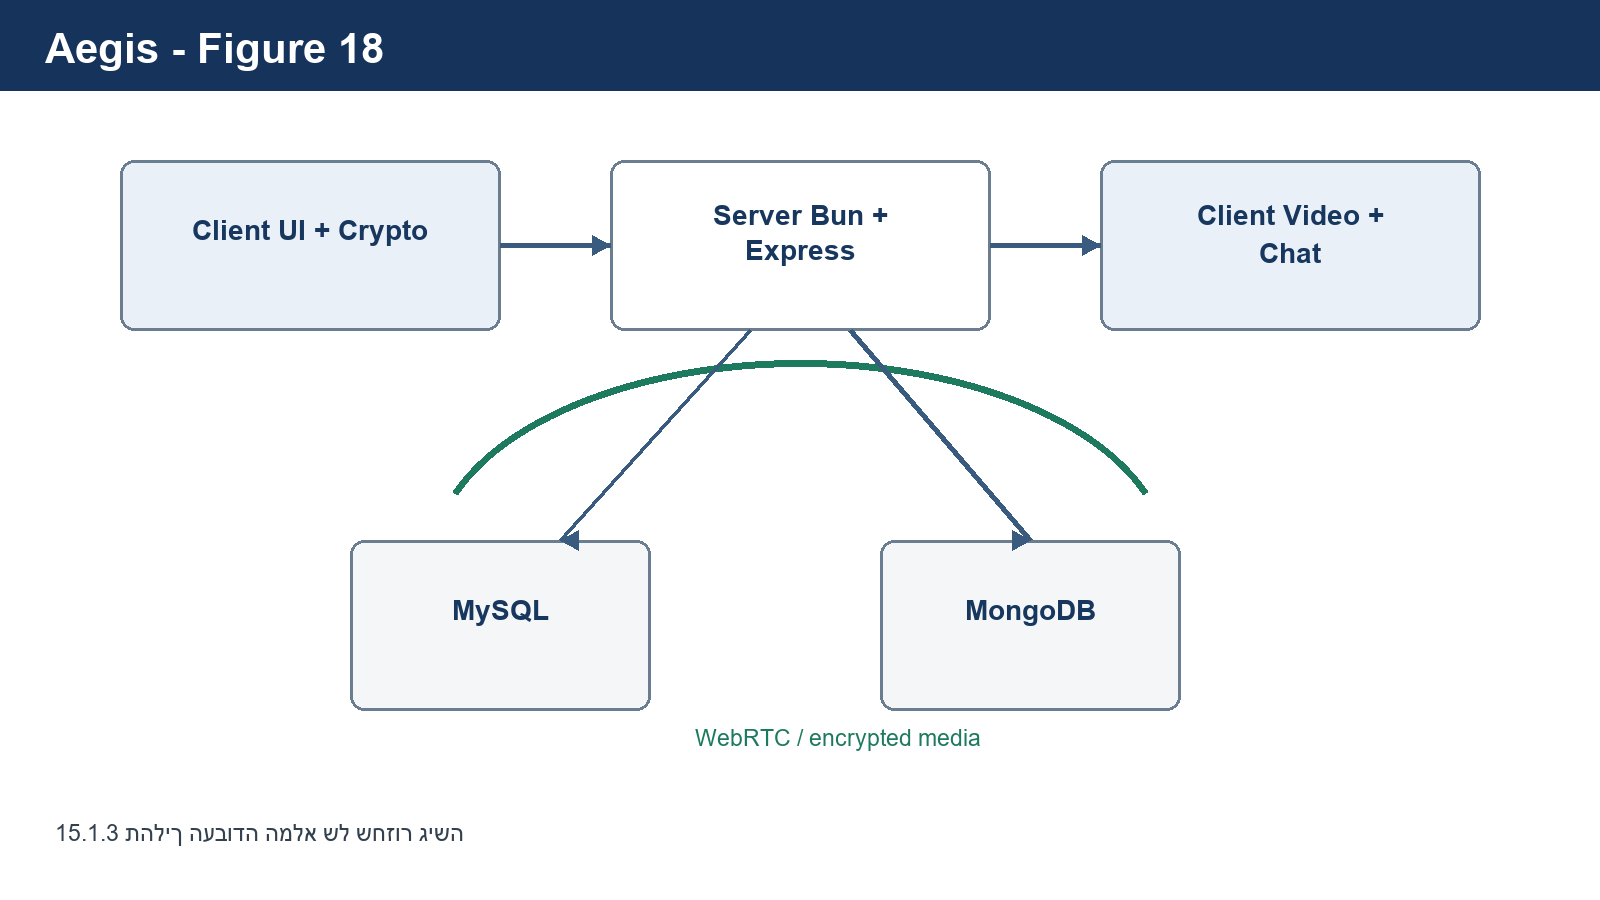 Aegis - Figure 18
Client UI + Crypto
Server Bun +
Express
Client Video +
Chat
MySQL
MongoDB
WebRTC / encrypted media
15.1.3 תהליך העבודה המלא של שחזור גישה